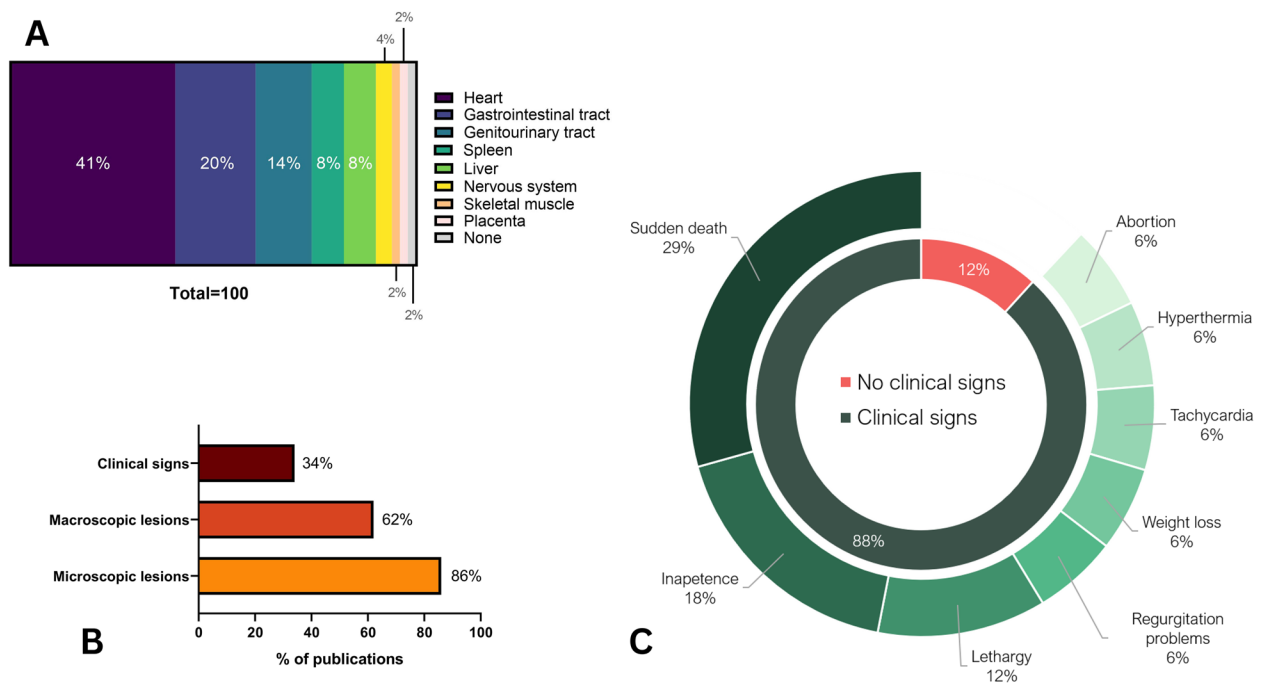 A
2%
4%
41%
20%
14%
8%
8%
2%
2%
Total=100
Heart
Gastrointestinal tract
Genitourinary tract
Spleen
Liver
Nervous system
Skeletal muscle
Placenta
None
Clinical signs
34%
Macroscopic lesions
62%
Microscopic lesions
86%
0 20 40 60 80 100
% of publications
B
Sudden death
29%
12%
Abortion
6%
Hyperthermia
6%
Tachycardia
6%
Weight loss
6%
Regurgitation
problems
6%
Lethargy
12%
Inapetence
18%
88%
No clinical signs
Clinical signs
C